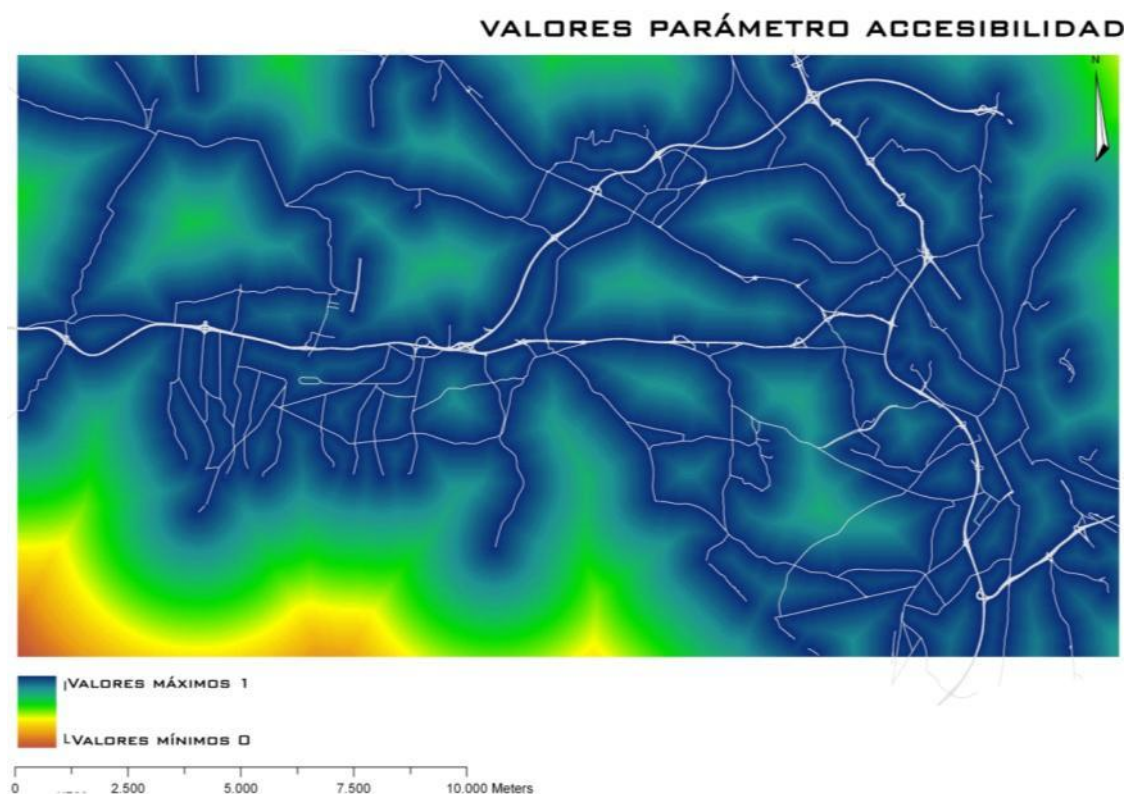 VALORES PARÁMETRO ACCESIBILIDAD
N
VALORES MÁXIMOS 1
VALORES MÍNIMOS 0
0 2.500 5.000 7.500 10.000 Meters